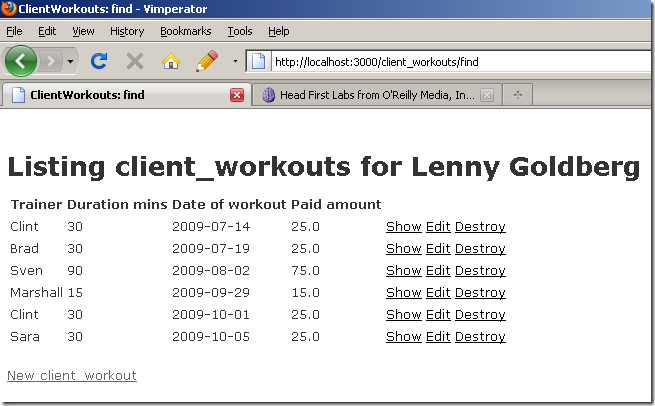 ClientWorkouts: find - Vimperator
File Edit View History Bookmarks Tools Help
http://localhost:3000/client_workouts/find
ClientWorkouts: find Head First Labs from O'Reilly Media, In...
Listing client_workouts for Lenny Goldberg
Trainer Duration mins Date of workout Paid amount
Clint 30 2009-07-14 25.0 Show Edit Destroy
Brad 30 2009-07-19 25.0 Show Edit Destroy
Sven 90 2009-08-02 75.0 Show Edit Destroy
Marshall 15 2009-09-29 15.0 Show Edit Destroy
Clint 30 2009-10-01 25.0 Show Edit Destroy
Sara 30 2009-10-05 25.0 Show Edit Destroy
New client_workout